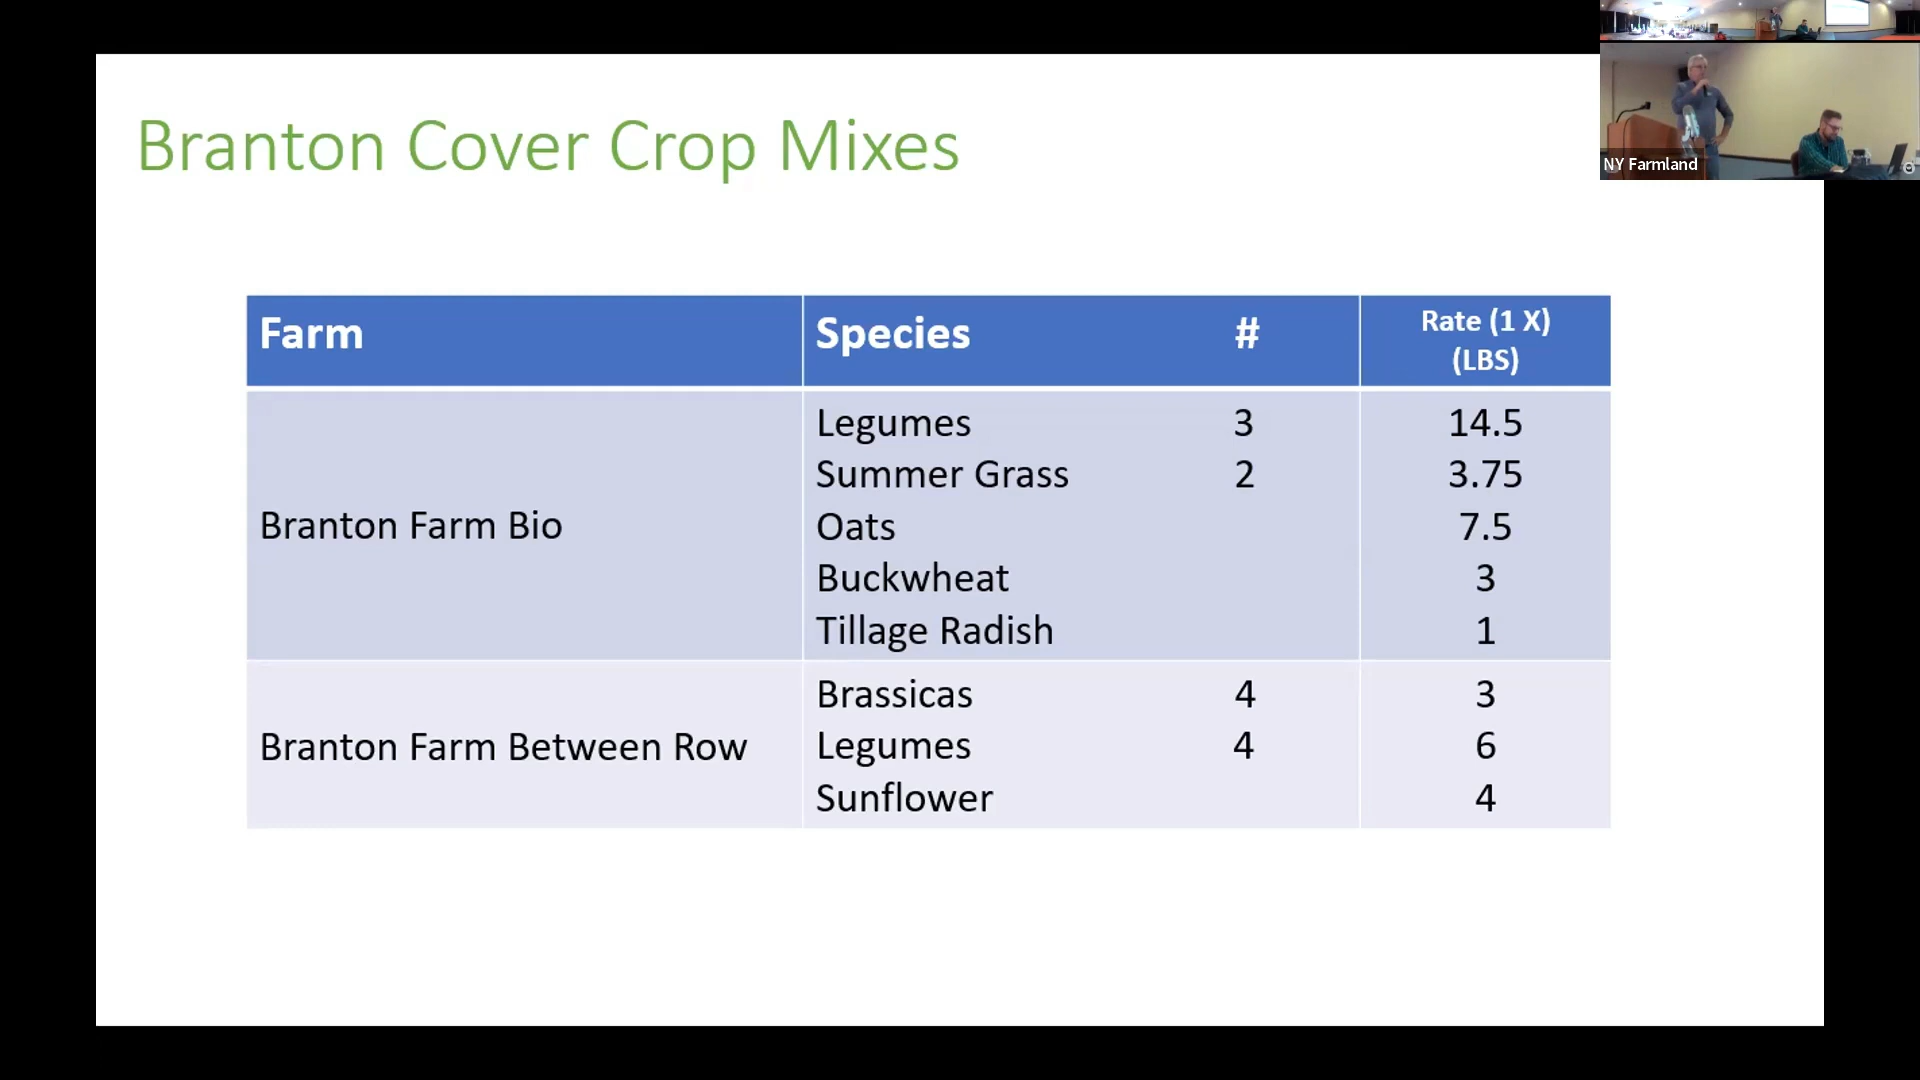 Branton Cover Crop Mixes
NY Farmland
Farm Species # Rate (1 X)
(LBS)
Branton Farm Bio
Legumes 3 14.5
Summer Grass 2 3.75
Oats 7.5
Buckwheat 3
Tillage Radish 1
Branton Farm Between Row
Brassicas 4 3
Legumes 4 6
Sunflower 4